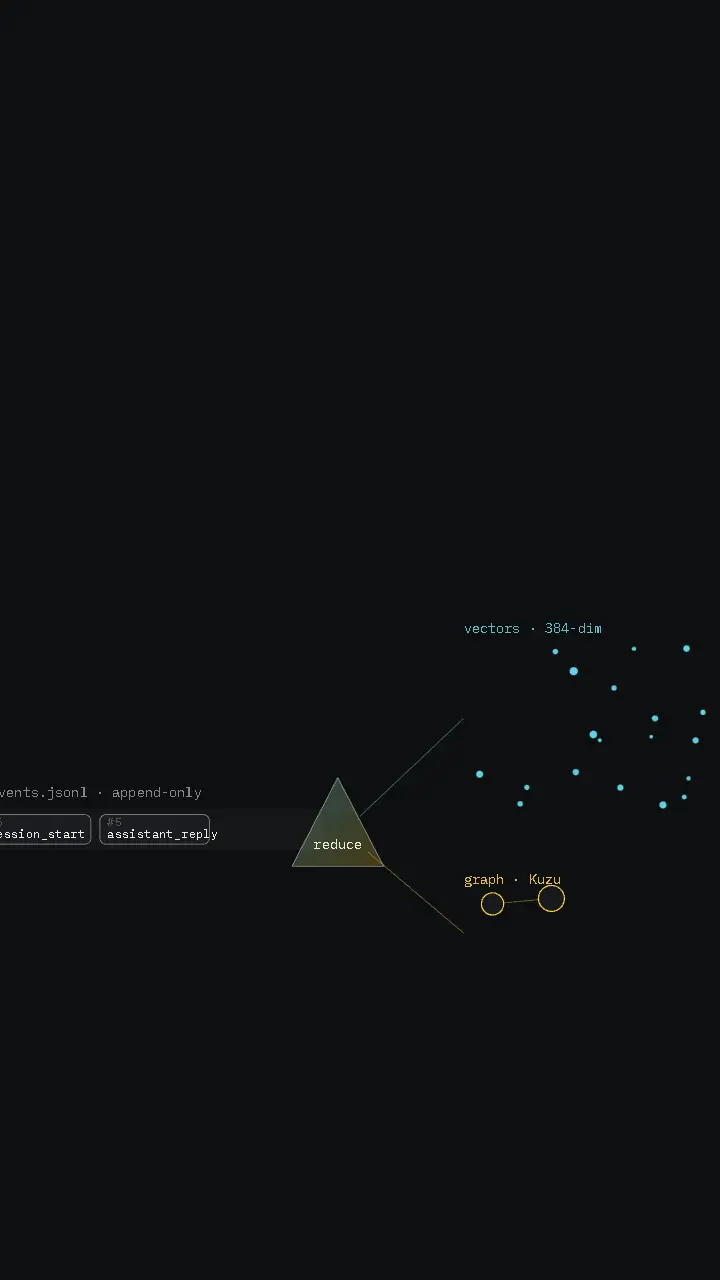 vectors · 384-dim
vents.jsonl · append-only
#5
ession_start
assistant_reply
reduce
graph · Kuzu